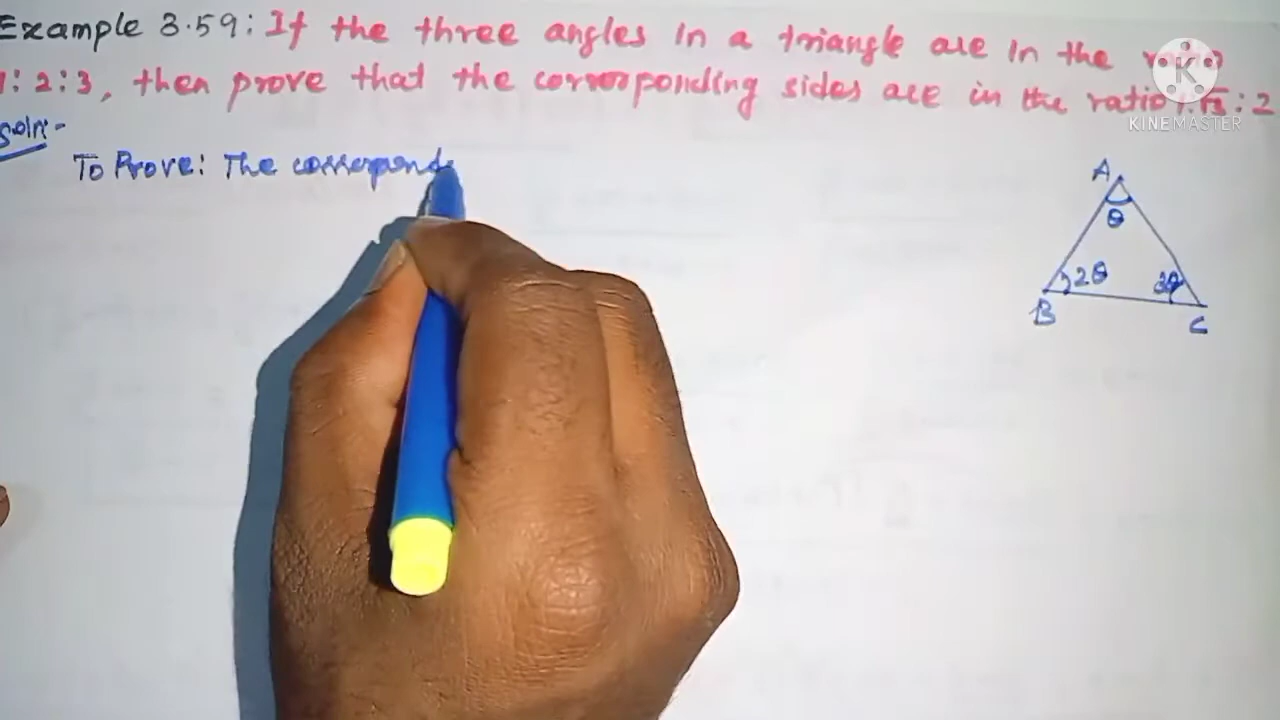 Example 3.59: If the three angles in a triangle are in the ratio
1:2:3, then prove that the corresponding sides are in the ratio 1:√3:2
Soln:-
To Prove: The correspond
A
θ
2θ
3θ
B
C
K
KINEMASTER